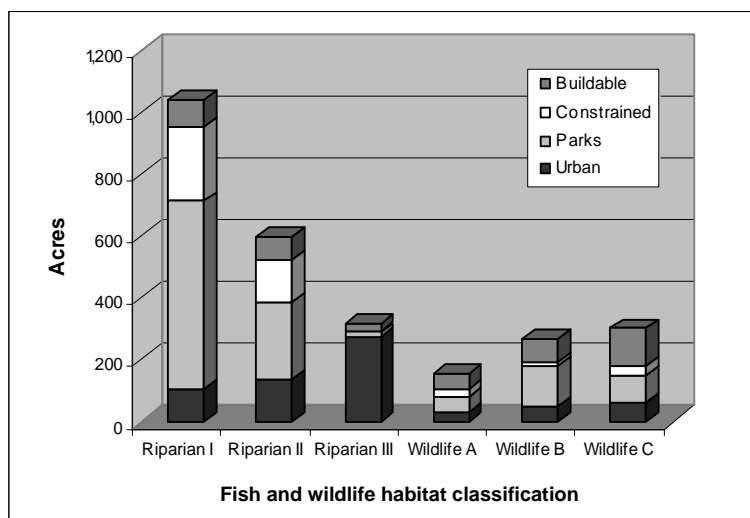 1,200
1,000
800
600
400
200
0
Acres
Buildable
Constrained
Parks
Urban
Riparian I Riparian II Riparian III Wildlife A Wildlife B Wildlife C
Fish and wildlife habitat classification